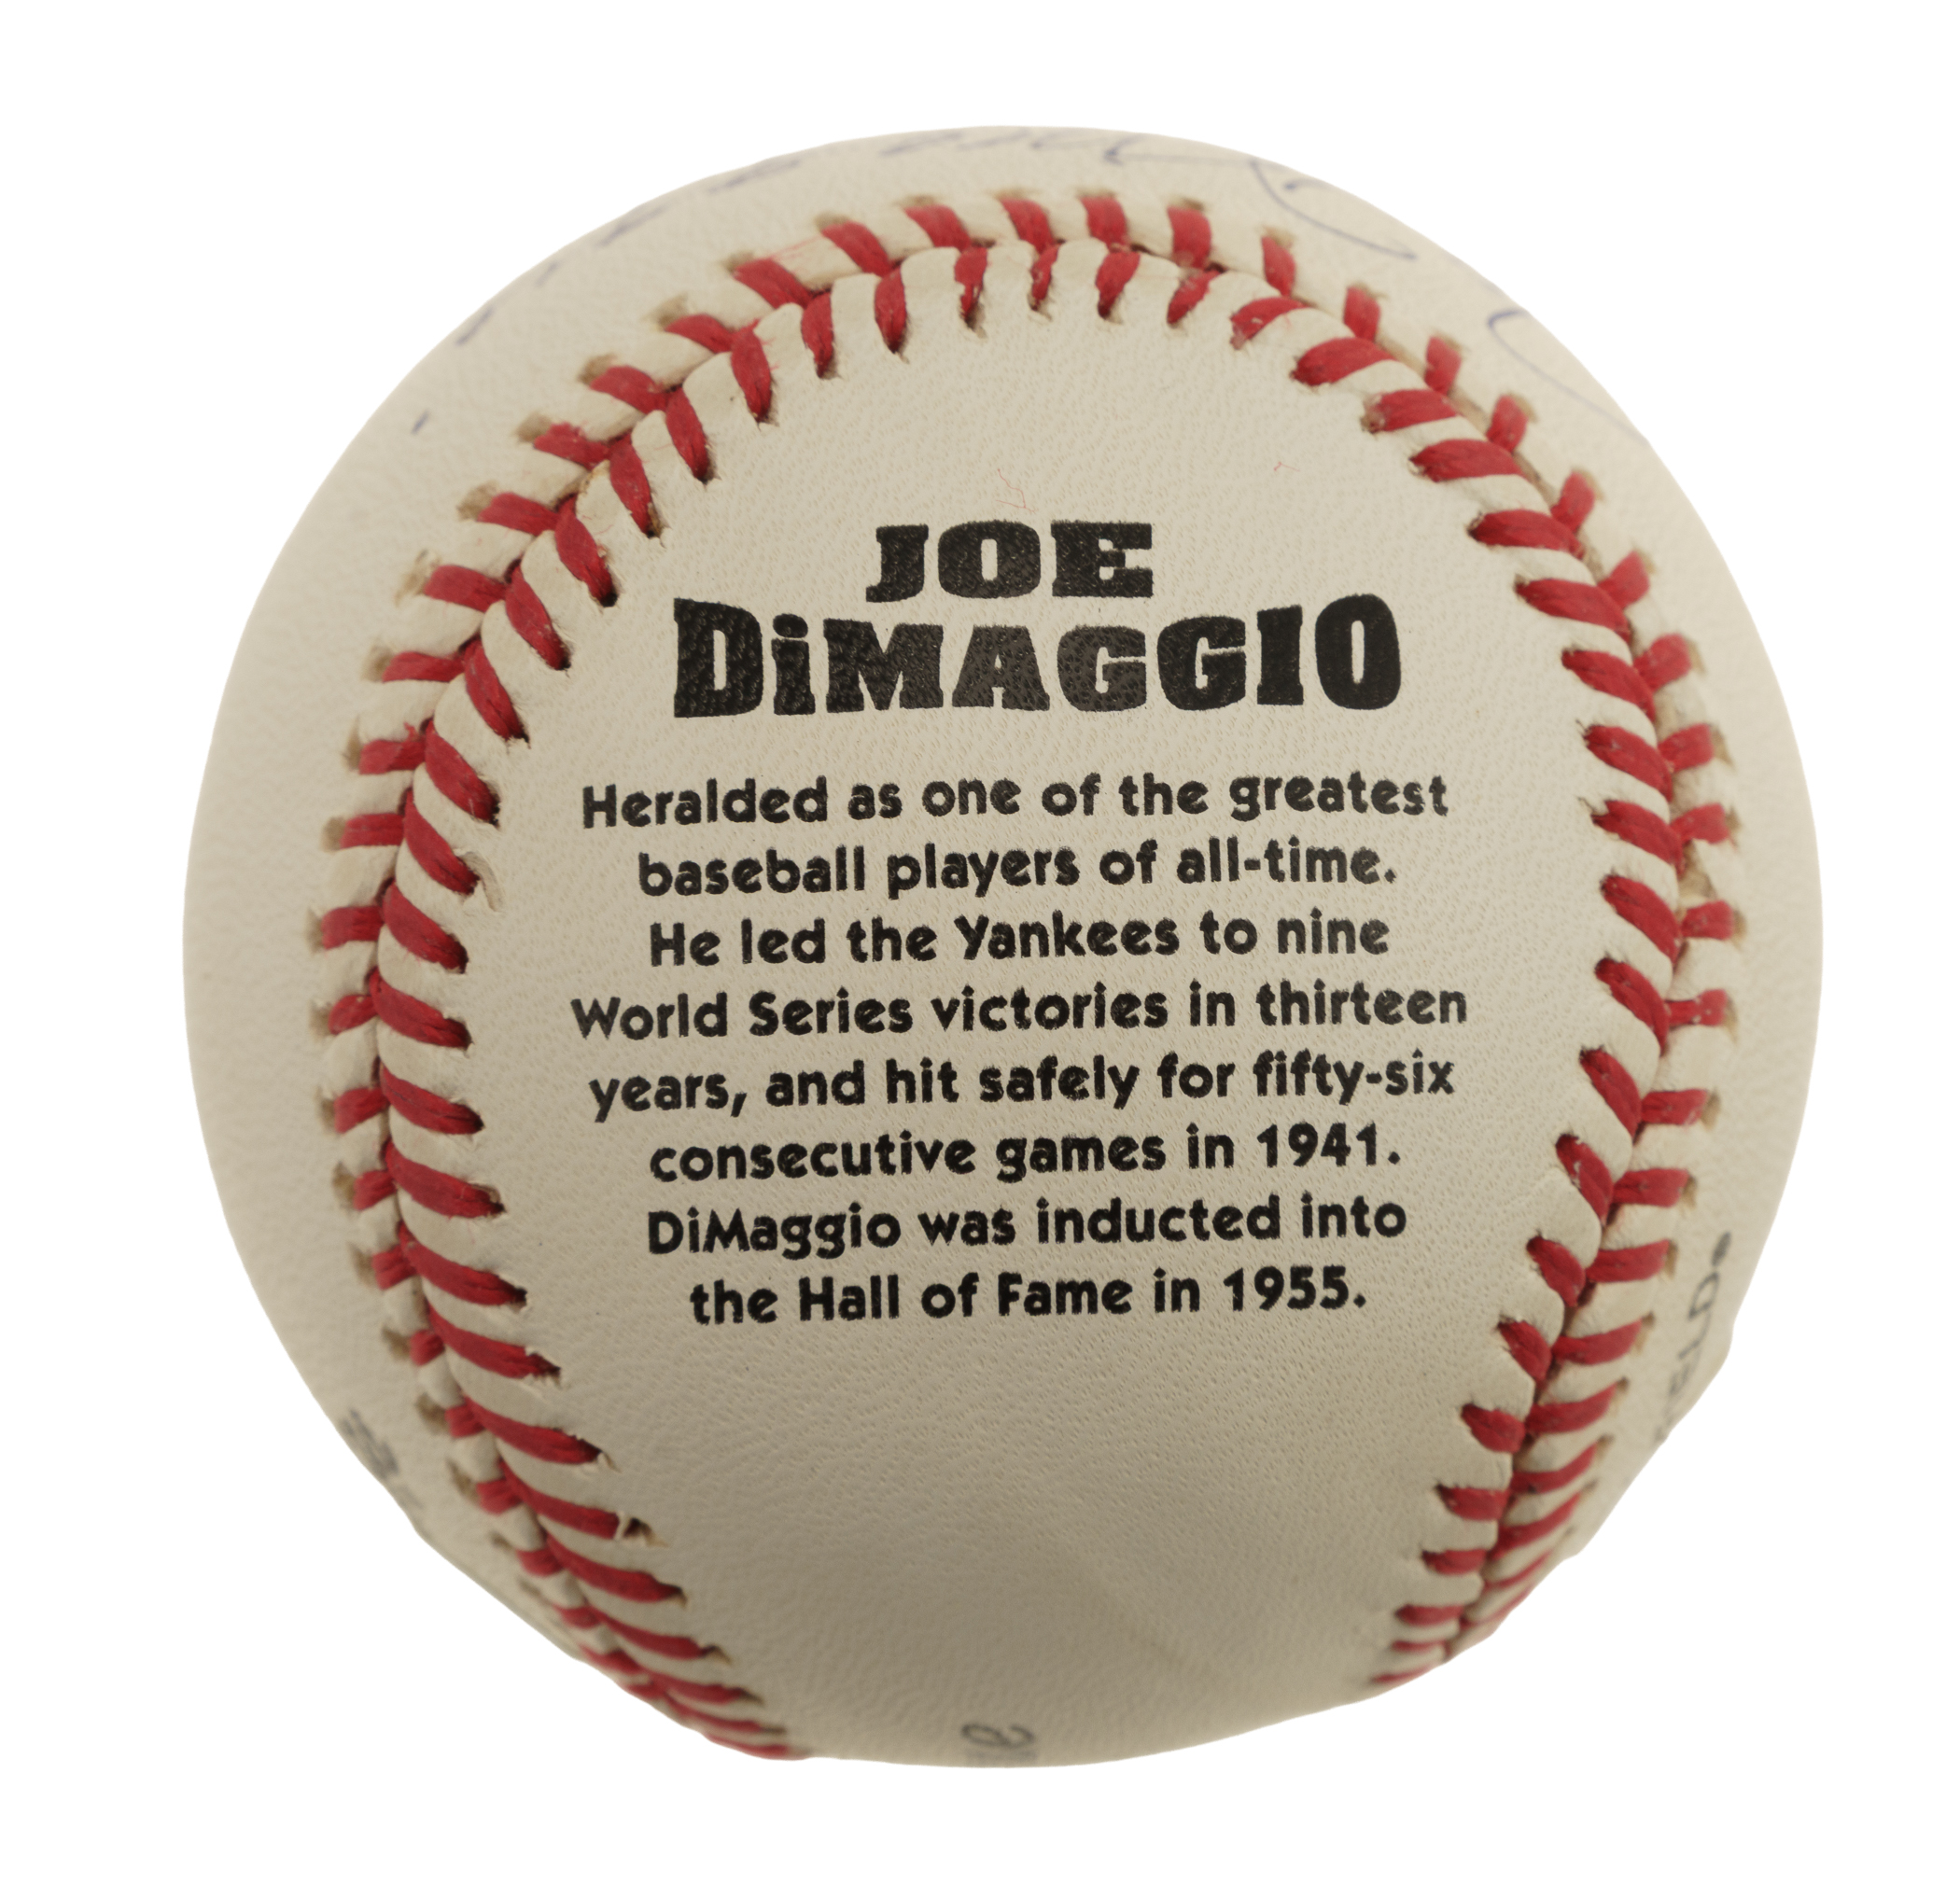 JOE
DiMAGGIO
Heralded as one of the greatest
baseball players of all-time.
He led the Yankees to nine
World Series victories in thirteen
years, and hit safely for fifty-six
consecutive games in 1941.
DiMaggio was inducted into
the Hall of Fame in 1955.